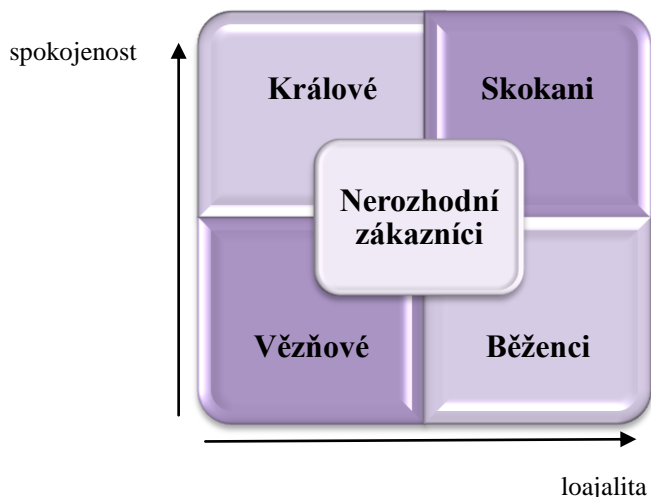 spokojenost
Králové
Skokani
Nerozhodní
zákazníci
Vězňové
Běženci
loajalita